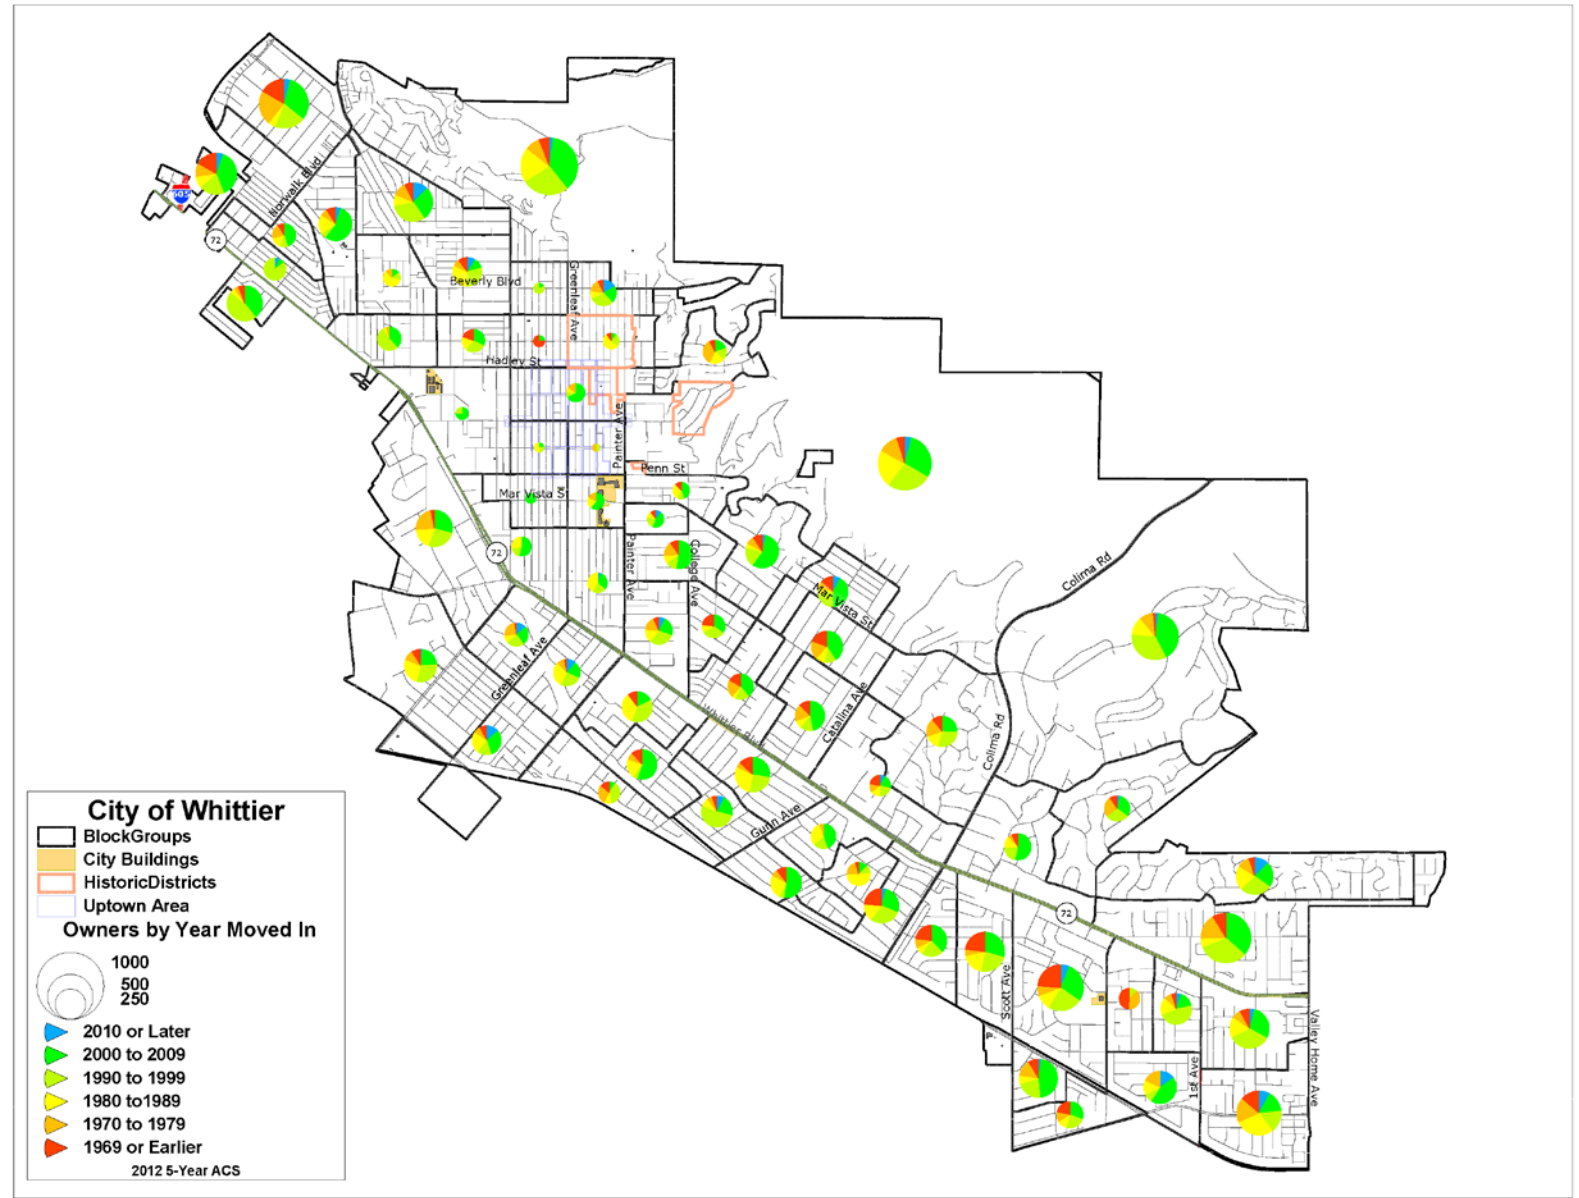 605
Norwalk Blvd
72
Beverly Blvd
Greenleaf Ave
Hadley St
Painter Ave
Penn St
Mar Vista St
72
Painter Ave
College Ave
Mar Vista St
Colima Rd
Greenleaf Ave
Whittier Blvd
Catalina Ave
Colima Rd
Gunn Ave
72
Scott Ave
1st Ave
Valley Home Ave
City of Whittier
BlockGroups
City Buildings
HistoricDistricts
Uptown Area
Owners by Year Moved In
1000
500
250
2010 or Later
2000 to 2009
1990 to 1999
1980 to1989
1970 to 1979
1969 or Earlier
2012 5-Year ACS